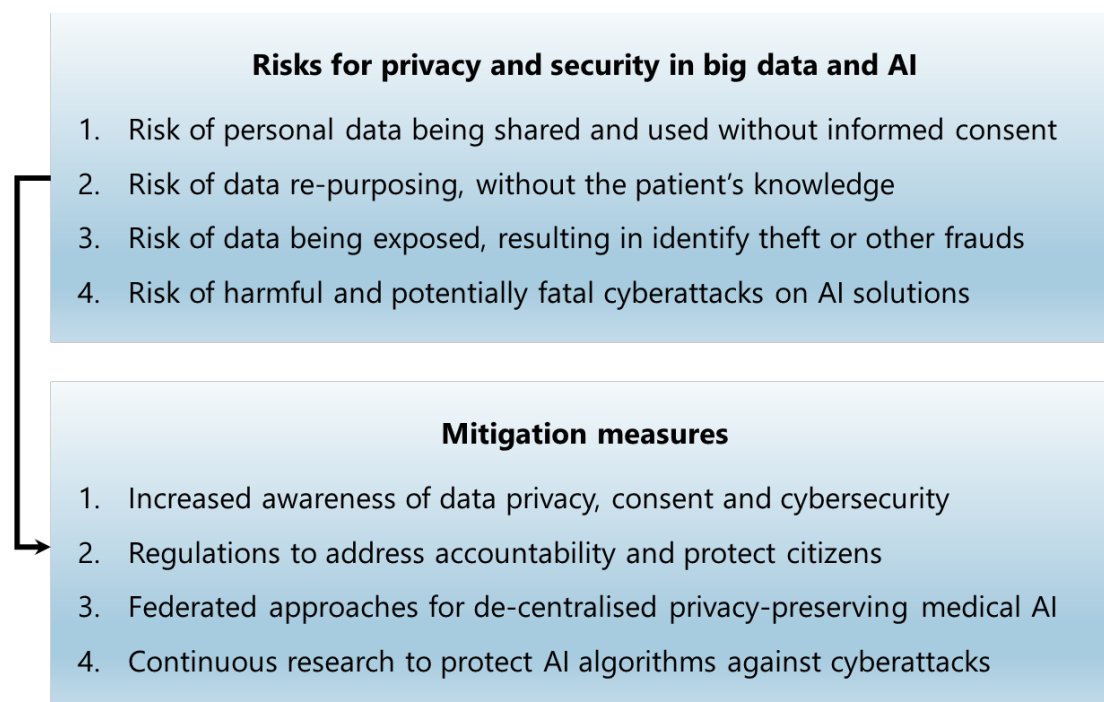 Risks for privacy and security in big data and AI
1. Risk of personal data being shared and used without informed consent
2. Risk of data re-purposing, without the patient’s knowledge
3. Risk of data being exposed, resulting in identify theft or other frauds
4. Risk of harmful and potentially fatal cyberattacks on AI solutions
Mitigation measures
1. Increased awareness of data privacy, consent and cybersecurity
2. Regulations to address accountability and protect citizens
3. Federated approaches for de-centralised privacy-preserving medical AI
4. Continuous research to protect AI algorithms against cyberattacks